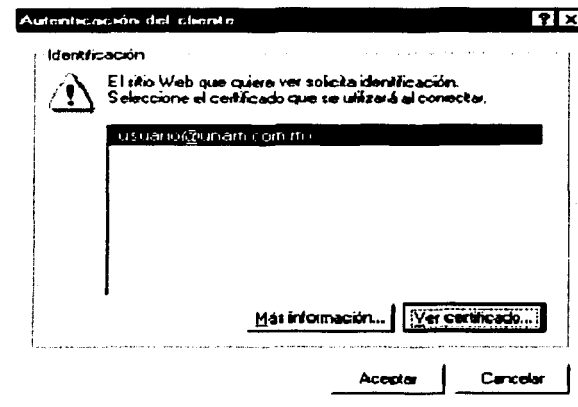 Autenticación del cliente
Identificación
El sitio Web que quiere ver solicita identificación.
Seleccione el certificado que se utilizará al conectar.
usuario@unam.com.mx
Más información...
Ver certificado...
Aceptar
Cancelar